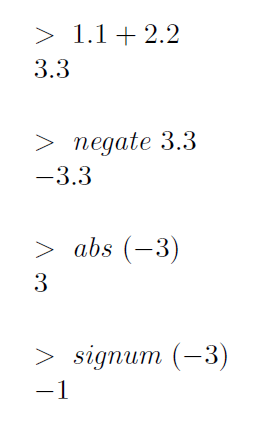 > 1.1 + 2.2
3.3
> negate 3.3
−3.3
> abs (−3)
3
> signum (−3)
−1